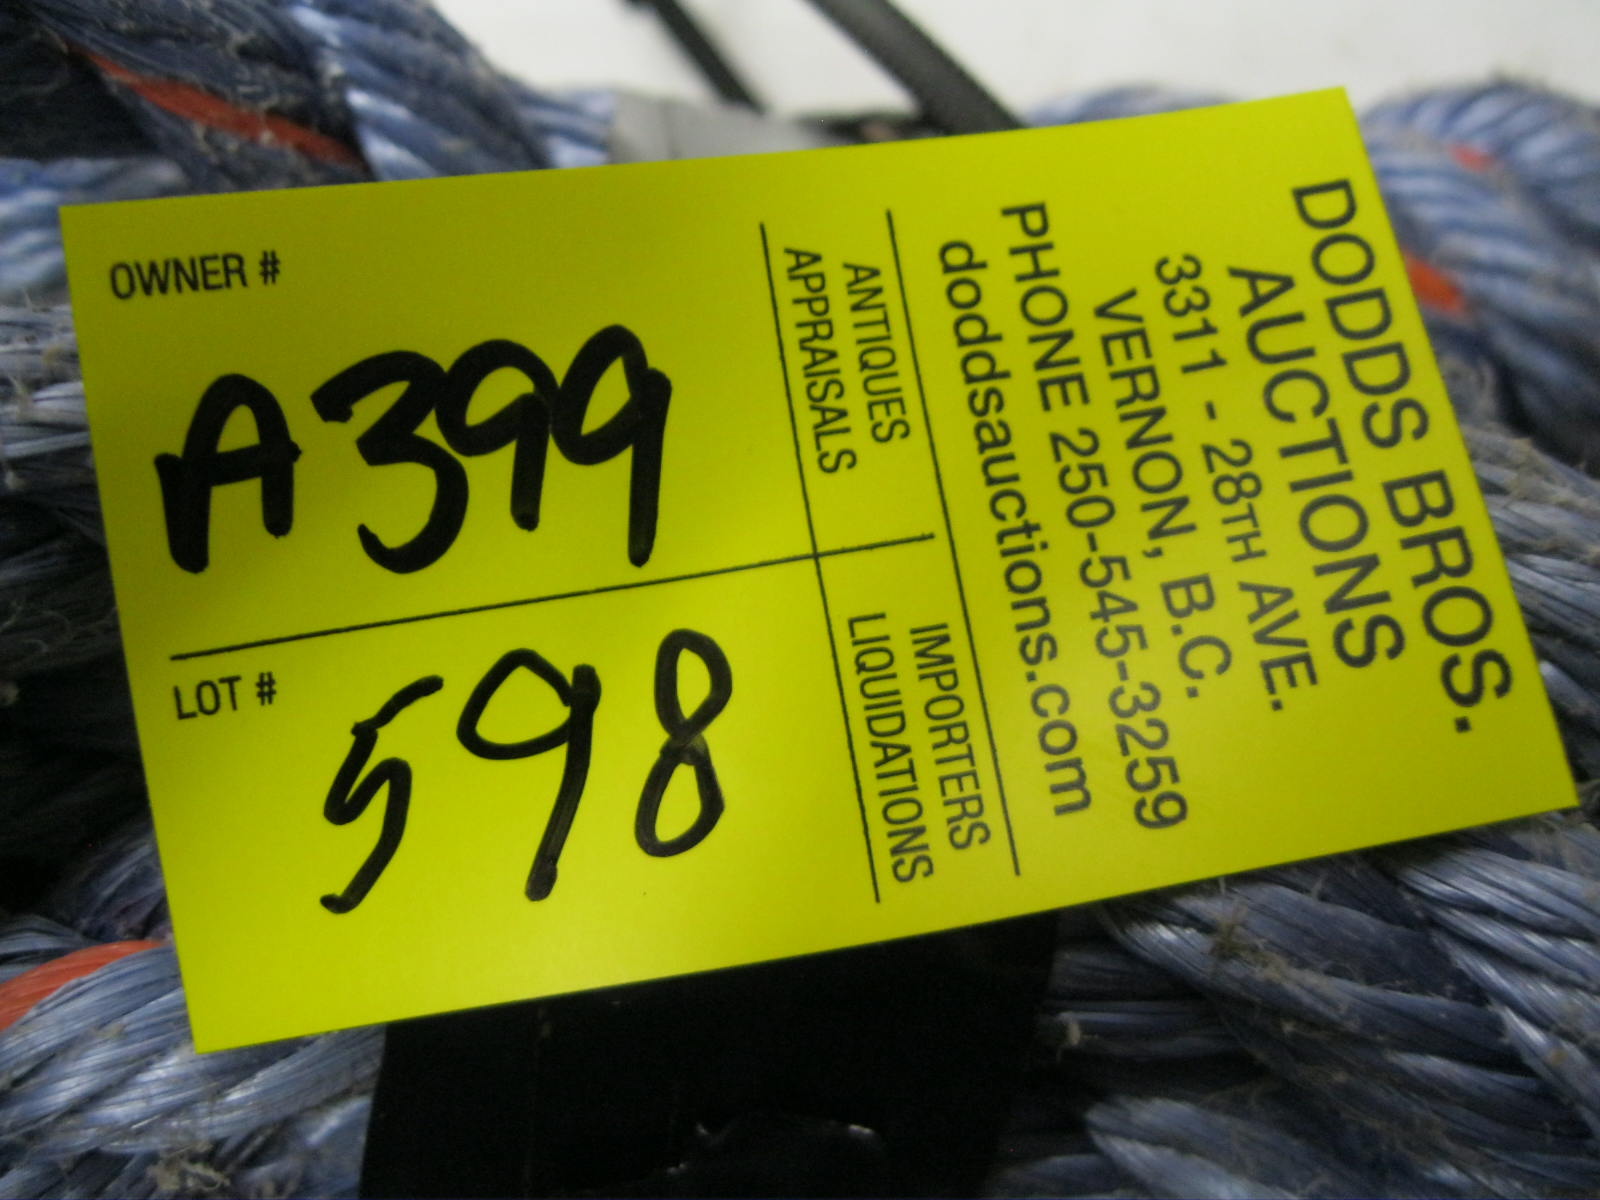 OWNER #
A399
LOT #
598
DODDS BROS.
AUCTIONS
3311 - 28TH AVE.
VERNON, B.C.
PHONE 250-545-3259
doddsauctions.com
ANTIQUES
APPRAISALS
IMPORTERS
LIQUIDATIONS